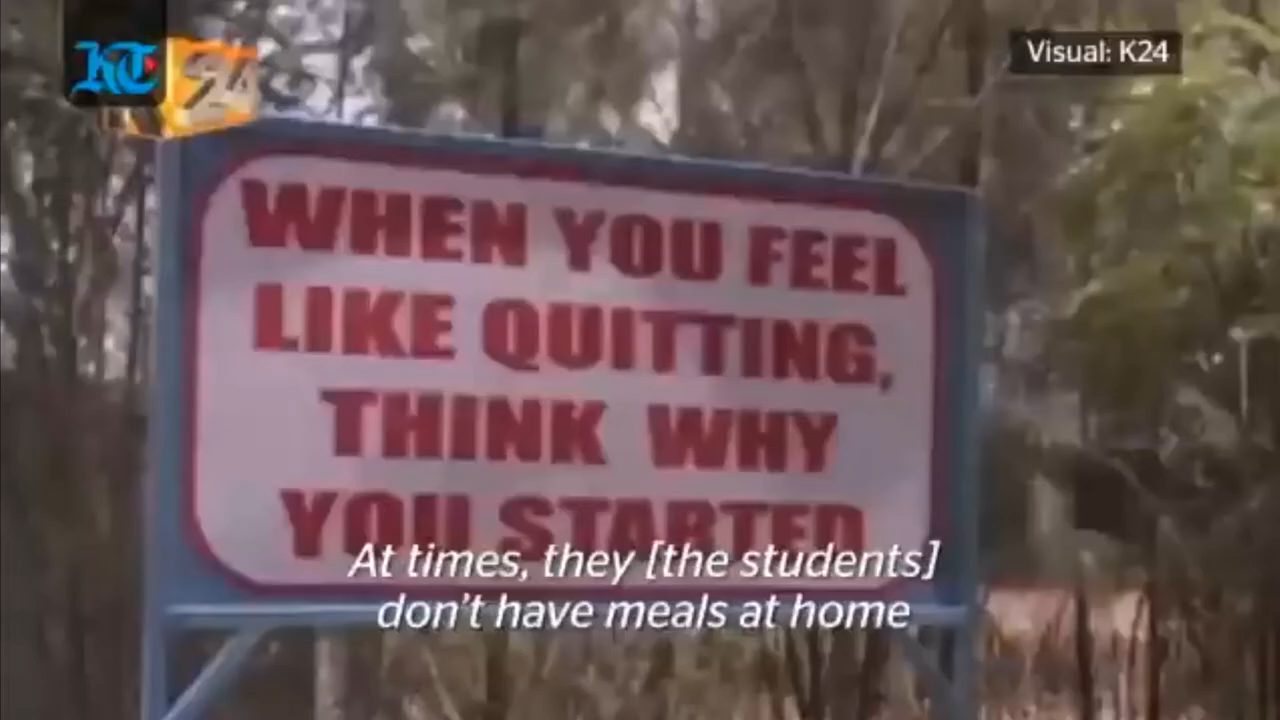 KT
24
Visual: K24
WHEN YOU FEEL
LIKE QUITTING,
THINK WHY
YOU STARTED
At times, they [the students]
don't have meals at home